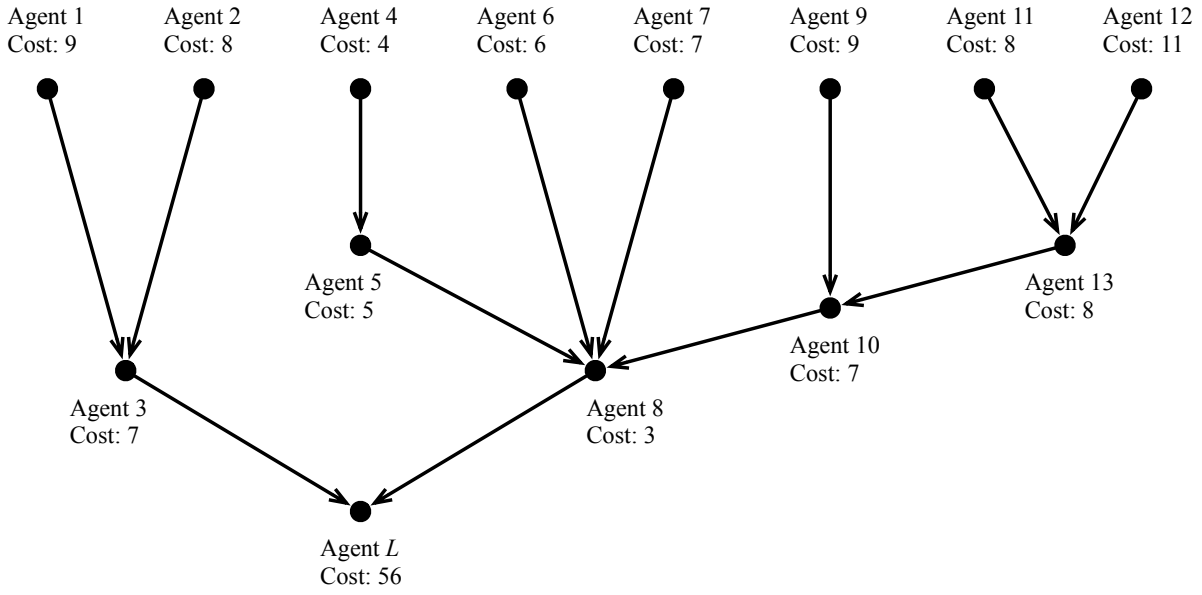 Agent 1
Cost: 9
Agent 2
Cost: 8
Agent 4
Cost: 4
Agent 6
Cost: 6
Agent 7
Cost: 7
Agent 9
Cost: 9
Agent 11
Cost: 8
Agent 12
Cost: 11
Agent 5
Cost: 5
Agent 13
Cost: 8
Agent 10
Cost: 7
Agent 3
Cost: 7
Agent 8
Cost: 3
Agent L
Cost: 56